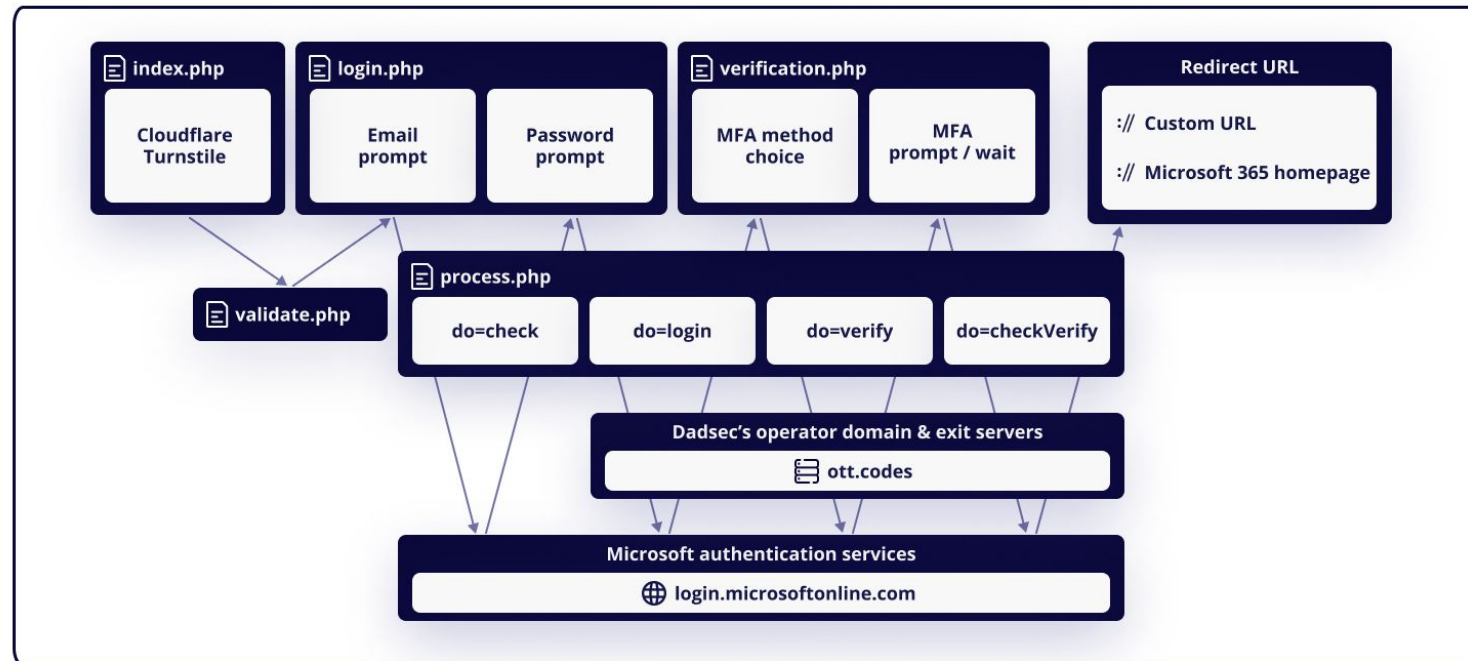 index.php
Cloudflare
Turnstile
login.php
Email
prompt
Password
prompt
verification.php
MFA method
choice
MFA
prompt / wait
Redirect URL
:// Custom URL
:// Microsoft 365 homepage
validate.php
process.php
do=check
do=login
do=verify
do=checkVerify
Dadsec’s operator domain & exit servers
ott.codes
Microsoft authentication services
login.microsoftonline.com